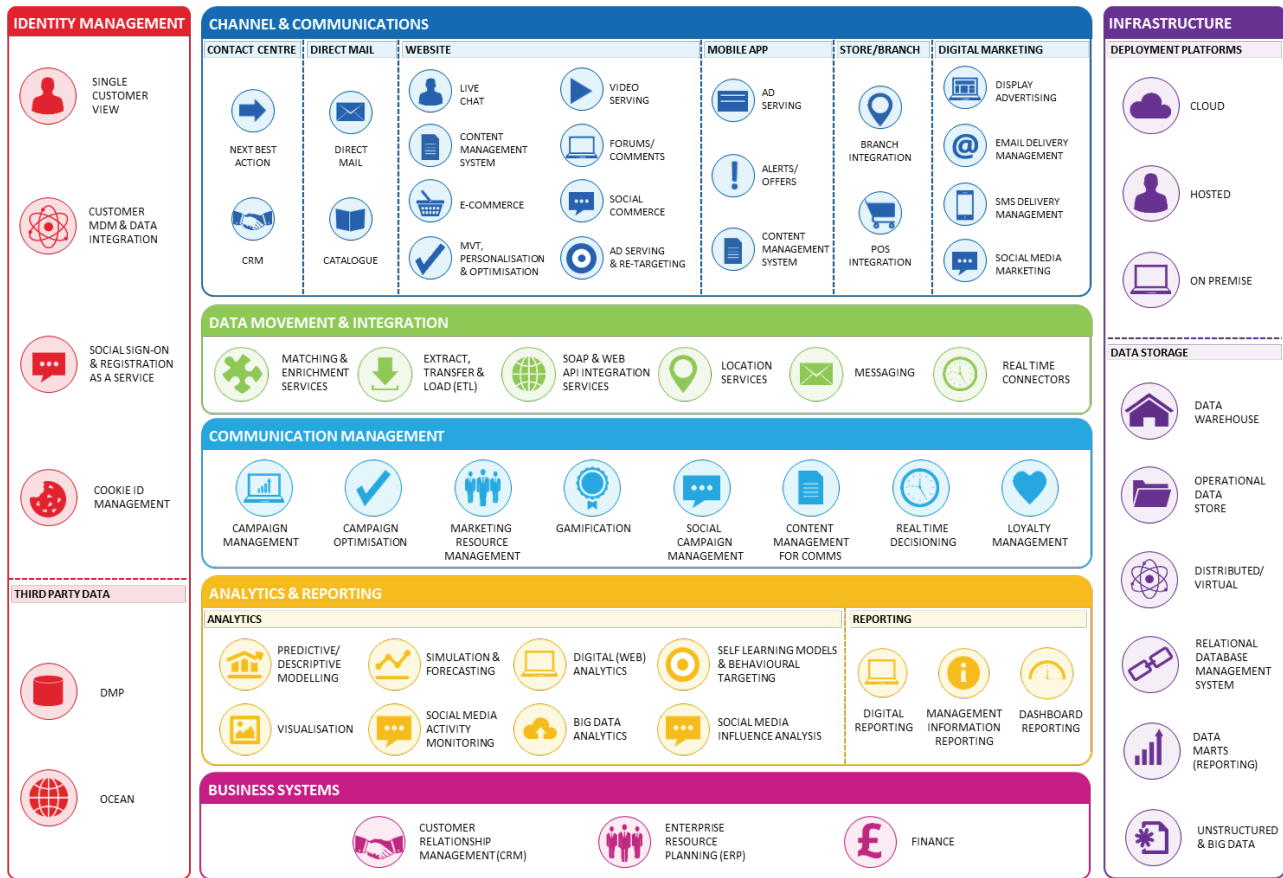 IDENTITY MANAGEMENT
SINGLE
CUSTOMER
VIEW
CUSTOMER
MDM & DATA
INTEGRATION
SOCIAL SIGN-ON
& REGISTRATION
AS A SERVICE
COOKIE ID
MANAGEMENT
THIRD PARTY DATA
DMP
OCEAN
CHANNEL & COMMUNICATIONS
CONTACT CENTRE
NEXT BEST
ACTION
CRM
DIRECT MAIL
DIRECT
MAIL
CATALOGUE
WEBSITE
LIVE
CHAT
CONTENT
MANAGEMENT
SYSTEM
E-COMMERCE
MVT,
PERSONALISATION
& OPTIMISATION
VIDEO
SERVING
FORUMS/
COMMENTS
SOCIAL
COMMERCE
AD SERVING
& RE-TARGETING
MOBILE APP
AD
SERVING
ALERTS/
OFFERS
CONTENT
MANAGEMENT
SYSTEM
STORE/BRANCH
BRANCH
INTEGRATION
POS
INTEGRATION
DIGITAL MARKETING
DISPLAY
ADVERTISING
@
EMAIL DELIVERY
MANAGEMENT
SMS DELIVERY
MANAGEMENT
SOCIAL MEDIA
MARKETING
DATA MOVEMENT & INTEGRATION
MATCHING &
ENRICHMENT
SERVICES
EXTRACT,
TRANSFER &
LOAD (ETL)
SOAP & WEB
API INTEGRATION
SERVICES
LOCATION
SERVICES
MESSAGING
REAL TIME
CONNECTORS
COMMUNICATION MANAGEMENT
CAMPAIGN
MANAGEMENT
CAMPAIGN
OPTIMISATION
MARKETING
RESOURCE
MANAGEMENT
GAMIFICATION
SOCIAL
CAMPAIGN
MANAGEMENT
CONTENT
MANAGEMENT
FOR COMMS
REAL TIME
DECISIONING
LOYALTY
MANAGEMENT
ANALYTICS & REPORTING
ANALYTICS
PREDICTIVE/
DESCRIPTIVE
MODELLING
SIMULATION &
FORECASTING
DIGITAL (WEB)
ANALYTICS
SELF LEARNING MODELS
& BEHAVIOURAL
TARGETING
VISUALISATION
SOCIAL MEDIA
ACTIVITY
MONITORING
BIG DATA
ANALYTICS
SOCIAL MEDIA
INFLUENCE ANALYSIS
REPORTING
DIGITAL
REPORTING
MANAGEMENT
INFORMATION
REPORTING
DASHBOARD
REPORTING
BUSINESS SYSTEMS
CUSTOMER
RELATIONSHIP
MANAGEMENT (CRM)
ENTERPRISE
RESOURCE
PLANNING (ERP)
£
FINANCE
INFRASTRUCTURE
DEPLOYMENT PLATFORMS
CLOUD
HOSTED
ON PREMISE
DATA STORAGE
DATA
WAREHOUSE
OPERATIONAL
DATA
STORE
DISTRIBUTED/
VIRTUAL
RELATIONAL
DATABASE
MANAGEMENT
SYSTEM
DATA
MARTS
(REPORTING)
UNSTRUCTURED
& BIG DATA